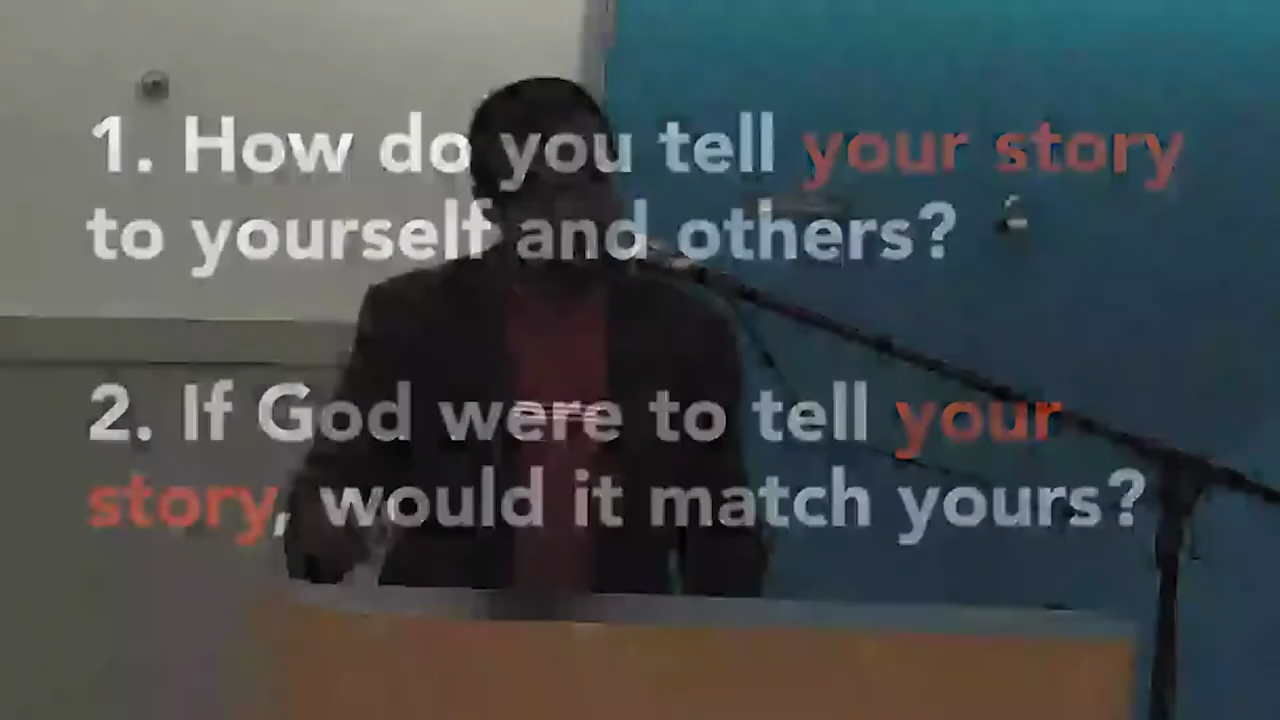 1. How do you tell your story
to yourself and others?
2. If God were to tell your
story, would it match yours?